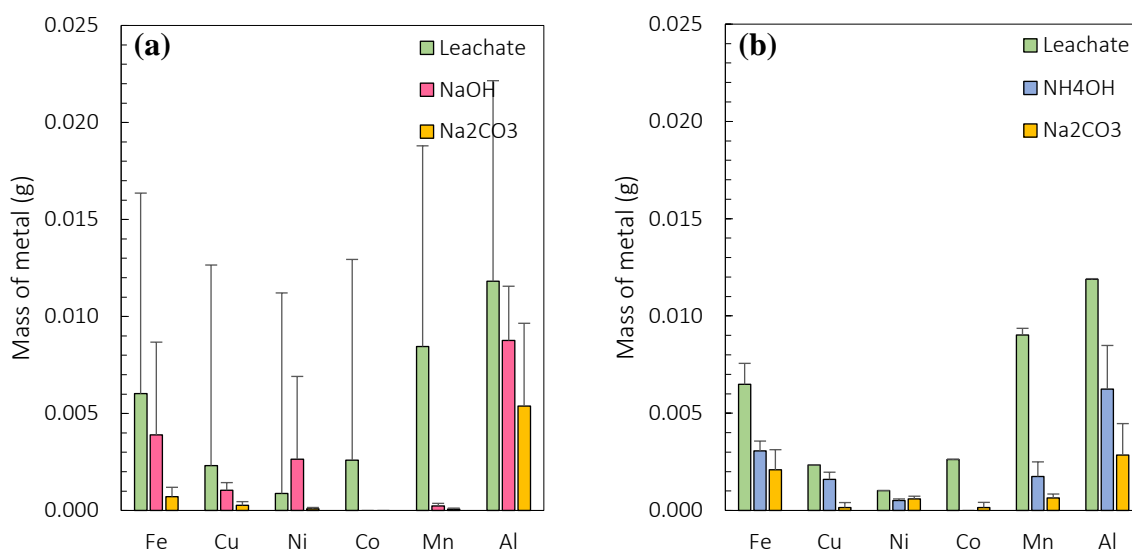 (a)
Leachate
NaOH
Na2CO3
Mass of metal (g)
0.025
0.020
0.015
0.010
0.005
0.000
Fe Cu Ni Co Mn Al
(b)
Leachate
NH4OH
Na2CO3
Mass of metal (g)
0.025
0.020
0.015
0.010
0.005
0.000
Fe Cu Ni Co Mn Al